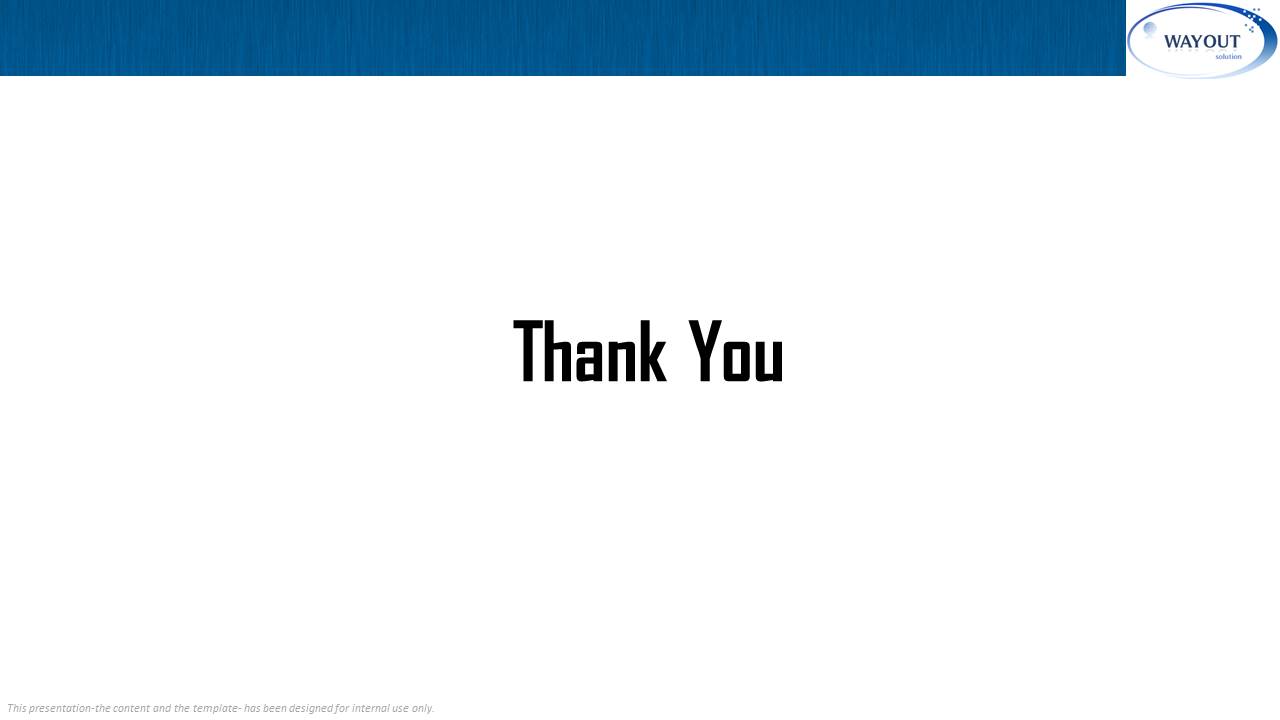 WAYOUT
solution
Thank You
This presentation-the content and the template- has been designed for internal use only.